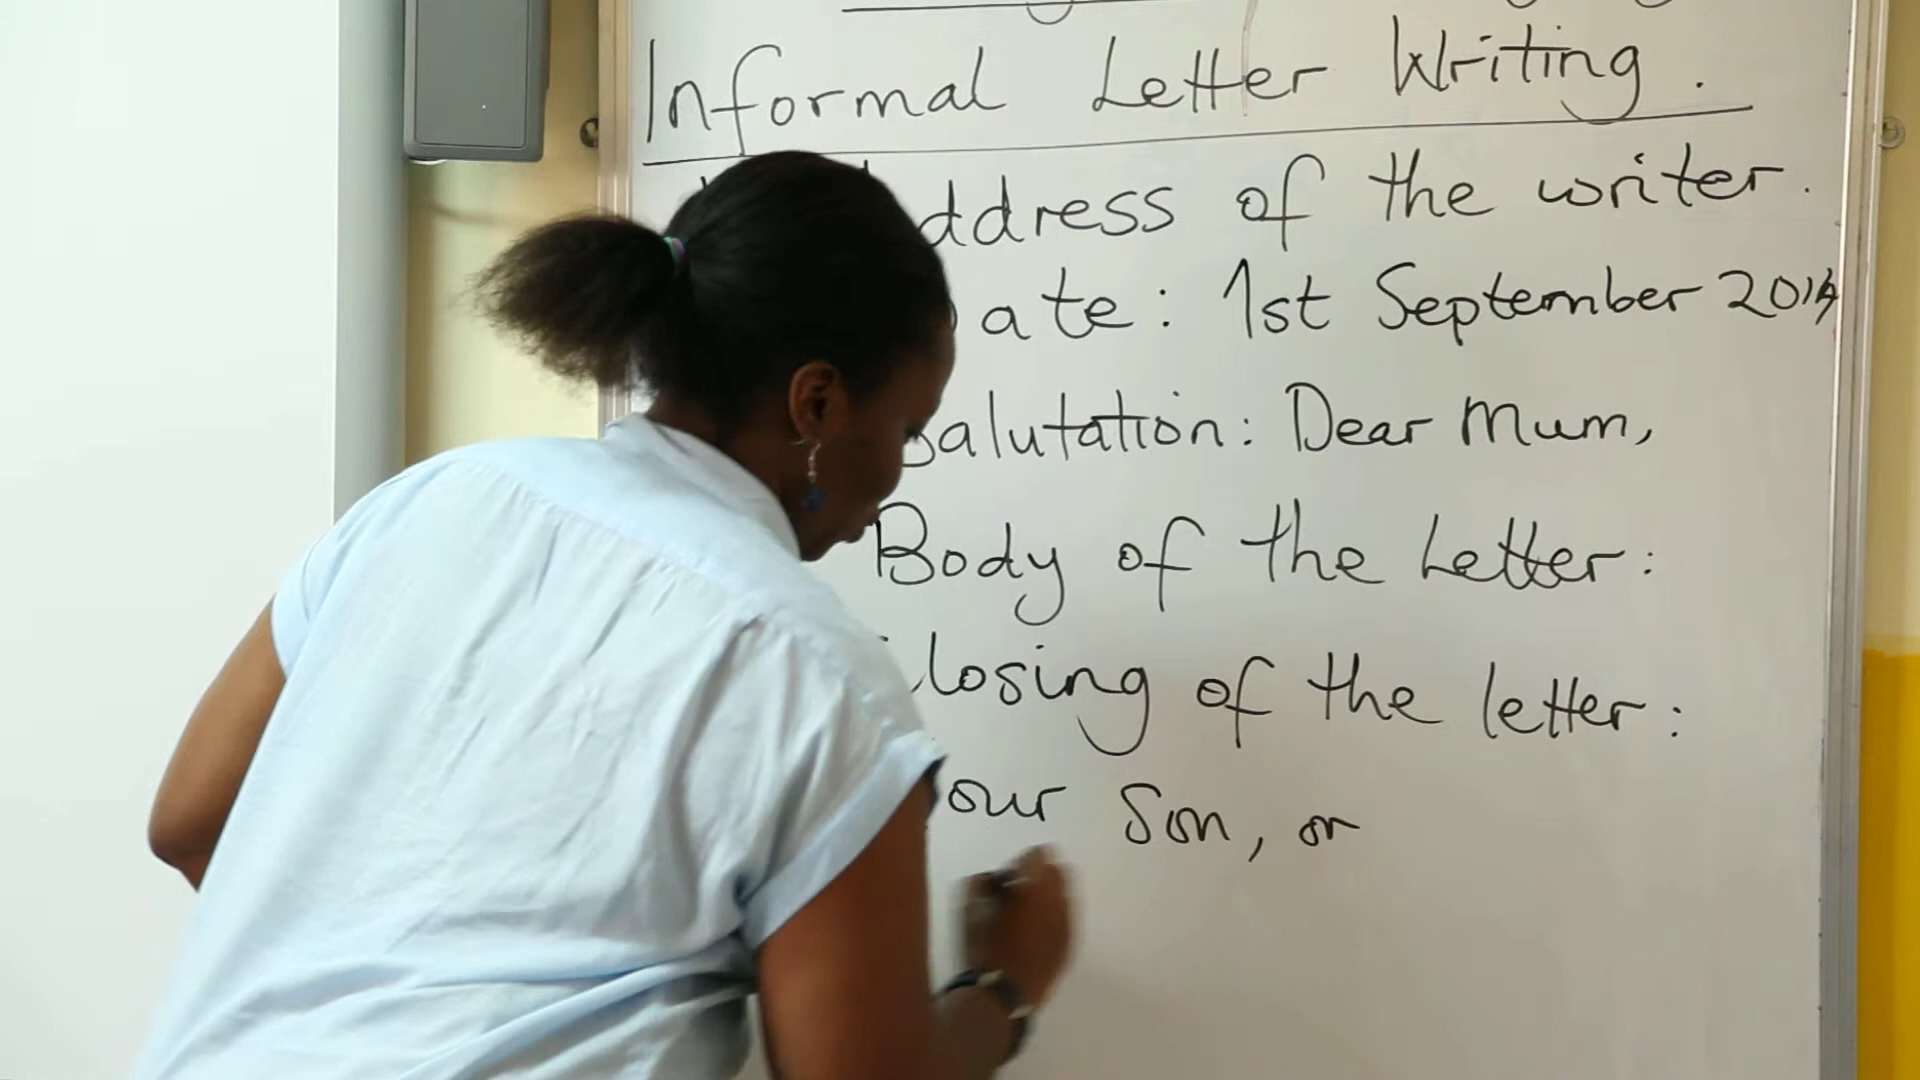 Informal Letter Writing.
ddress of the writer.
ate: 1st September 2014
alutation: Dear Mum,
Body of the Letter:
losing of the letter:
our Son, or